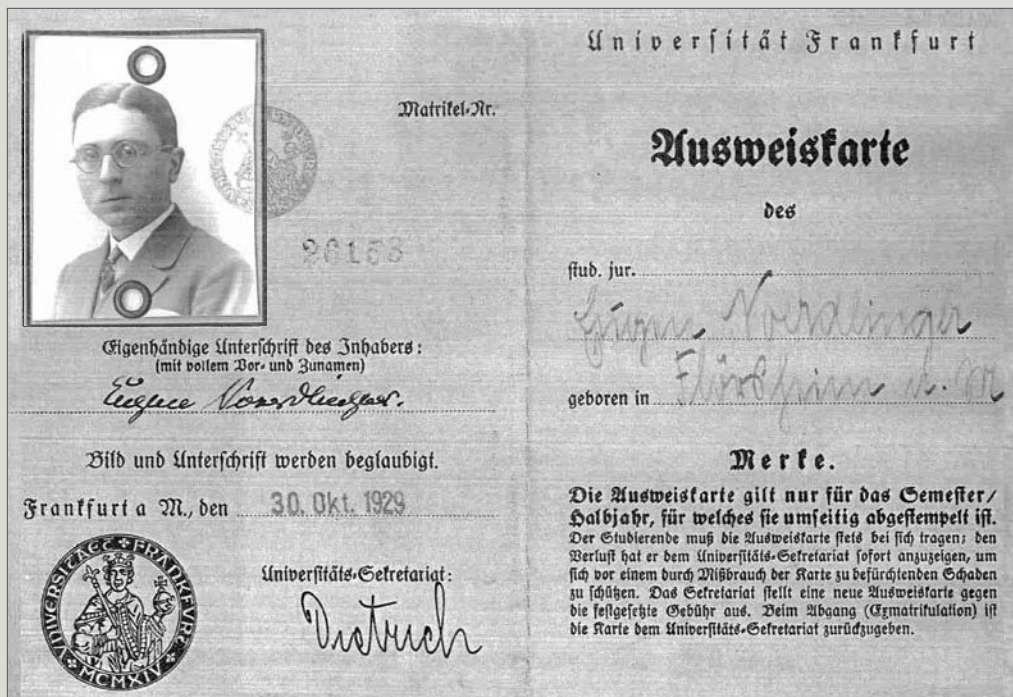 Matrikel-Nr.
26153
Eigenhändige Unterschrift des Inhabers:
(mit vollem Vor- und Zunamen)
Eugen Noerdlinger.
Bild und Unterschrift werden beglaubigt.
Frankfurt a M., den 30. Okt. 1929
Universitäts-Sekretariat:
Dietrich
UNIVERSITAET FRANKFVRT
MCMXIV
Universität Frankfurt
Ausweiskarte
des
stud. jur.
Eugen Noerdlinger
geboren in Flörsheim a. M
Merke.
Die Ausweiskarte gilt nur für das Semester/
Halbjahr, für welches sie umseitig abgestempelt ist.
Der Studierende muß die Ausweiskarte stets bei sich tragen; den
Verlust hat er dem Universitäts-Sekretariat sofort anzuzeigen, um
sich vor einem durch Mißbrauch der Karte zu befürchtenden Schaden
zu schützen. Das Sekretariat stellt eine neue Ausweiskarte gegen
die festgesetzte Gebühr aus. Beim Abgang (Exmatrikulation) ist
die Karte dem Universitäts-Sekretariat zurückzugeben.